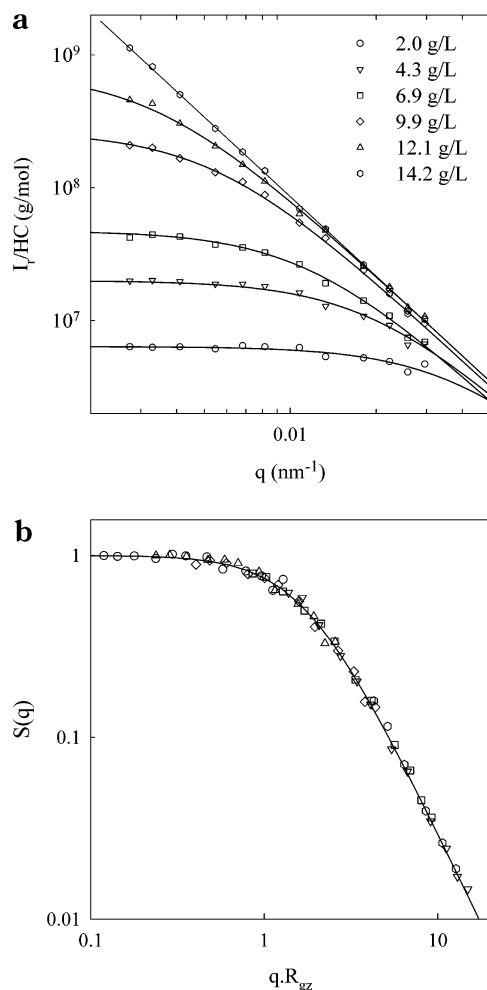 a
10⁹
10⁸
10⁷
Iᵣ/HC (g/mol)
2.0 g/L
4.3 g/L
6.9 g/L
9.9 g/L
12.1 g/L
14.2 g/L
0.01
q (nm⁻¹)
b
1
0.1
0.01
S(q)
0.1 1 10
q.R_gz